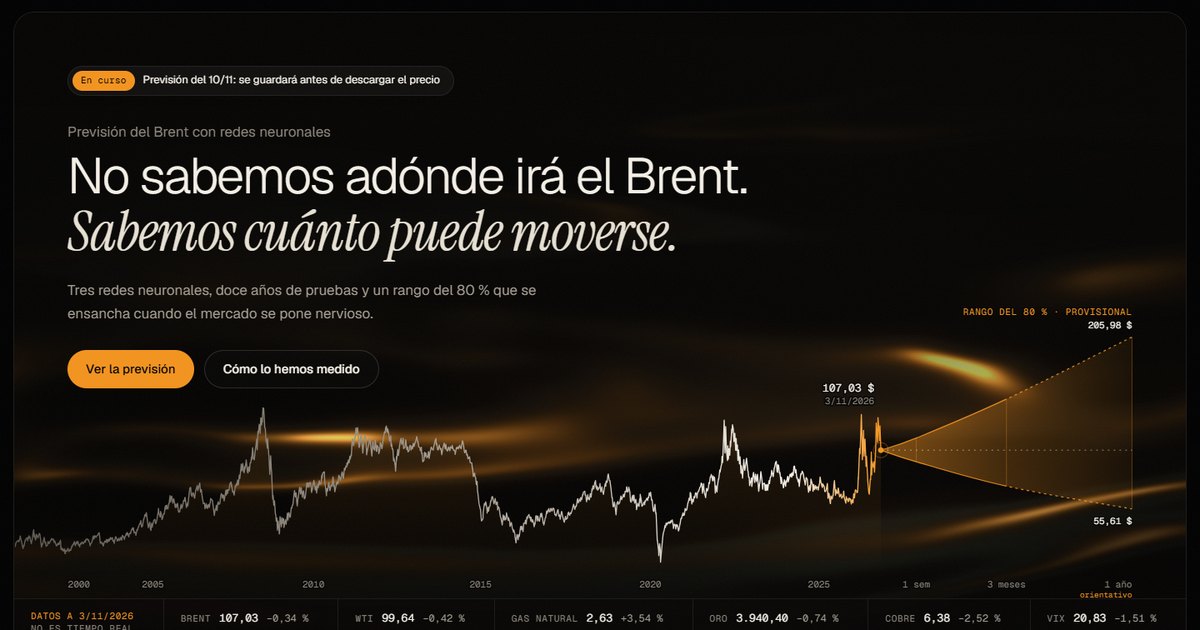 En curso Previsión del 10/11: se guardará antes de descargar el precio
Previsión del Brent con redes neuronales
No sabemos adónde irá el Brent.
Sabemos cuánto puede moverse.
Tres redes neuronales, doce años de pruebas y un rango del 80 % que se
ensancha cuando el mercado se pone nervioso.
Ver la previsión Cómo lo hemos medido
RANGO DEL 80 % · PROVISIONAL
205,98 $
107,03 $
3/11/2026
55,61 $
2000 2005 2010 2015 2020 2025 1 sem 3 meses 1 año
orientativo
DATOS A 3/11/2026
NO ES TIEMPO REAL
BRENT 107,03 -0,34 % WTI 99,64 -0,42 % GAS NATURAL 2,63 +3,54 % ORO 3.940,40 -0,74 % COBRE 6,38 -2,52 % VIX 20,83 -1,51 %